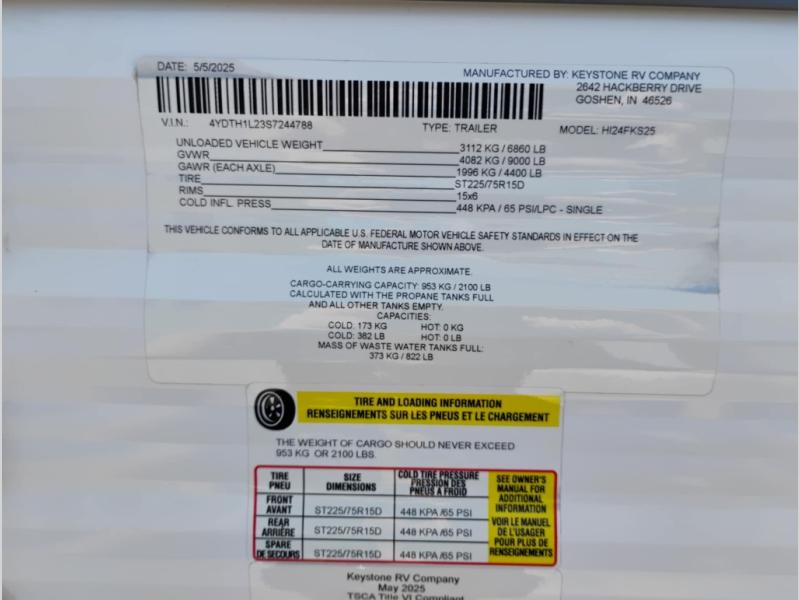 DATE: 5/5/2025
MANUFACTURED BY: KEYSTONE RV COMPANY
2642 HACKBERRY DRIVE
GOSHEN, IN 46526
V.I.N.: 4YDTH1L23S7244788 TYPE: TRAILER MODEL: HI24FKS25
UNLOADED VEHICLE WEIGHT 3112 KG / 6860 LB
GVWR 4082 KG / 9000 LB
GAWR (EACH AXLE) 1996 KG / 4400 LB
TIRE ST225/75R15D
RIMS 15x6
COLD INFL. PRESS 448 KPA / 65 PSI/LPC - SINGLE
THIS VEHICLE CONFORMS TO ALL APPLICABLE U.S. FEDERAL MOTOR VEHICLE SAFETY STANDARDS IN EFFECT ON THE
DATE OF MANUFACTURE SHOWN ABOVE.
ALL WEIGHTS ARE APPROXIMATE.
CARGO-CARRYING CAPACITY: 953 KG / 2100 LB
CALCULATED WITH THE PROPANE TANKS FULL
AND ALL OTHER TANKS EMPTY.
CAPACITIES:
COLD: 173 KG HOT: 0 KG
COLD: 382 LB HOT: 0 LB
MASS OF WASTE WATER TANKS FULL:
373 KG / 822 LB
TIRE AND LOADING INFORMATION
RENSEIGNEMENTS SUR LES PNEUS ET LE CHARGEMENT
THE WEIGHT OF CARGO SHOULD NEVER EXCEED
953 KG OR 2100 LBS.
TIRE
PNEU
SIZE
DIMENSIONS
COLD TIRE PRESSURE
PRESSION DES
PNEUS A FROID
SEE OWNER'S
MANUAL FOR
ADDITIONAL
INFORMATION
VOIR LE MANUEL
DE L'USAGER
POUR PLUS DE
RENSEIGNEMENTS
FRONT
AVANT
ST225/75R15D 448 KPA /65 PSI
REAR
ARRIÈRE
ST225/75R15D 448 KPA /65 PSI
SPARE
DE SECOURS
ST225/75R15D 448 KPA /65 PSI
Keystone RV Company
May 2025
TSCA Title VI Compliant